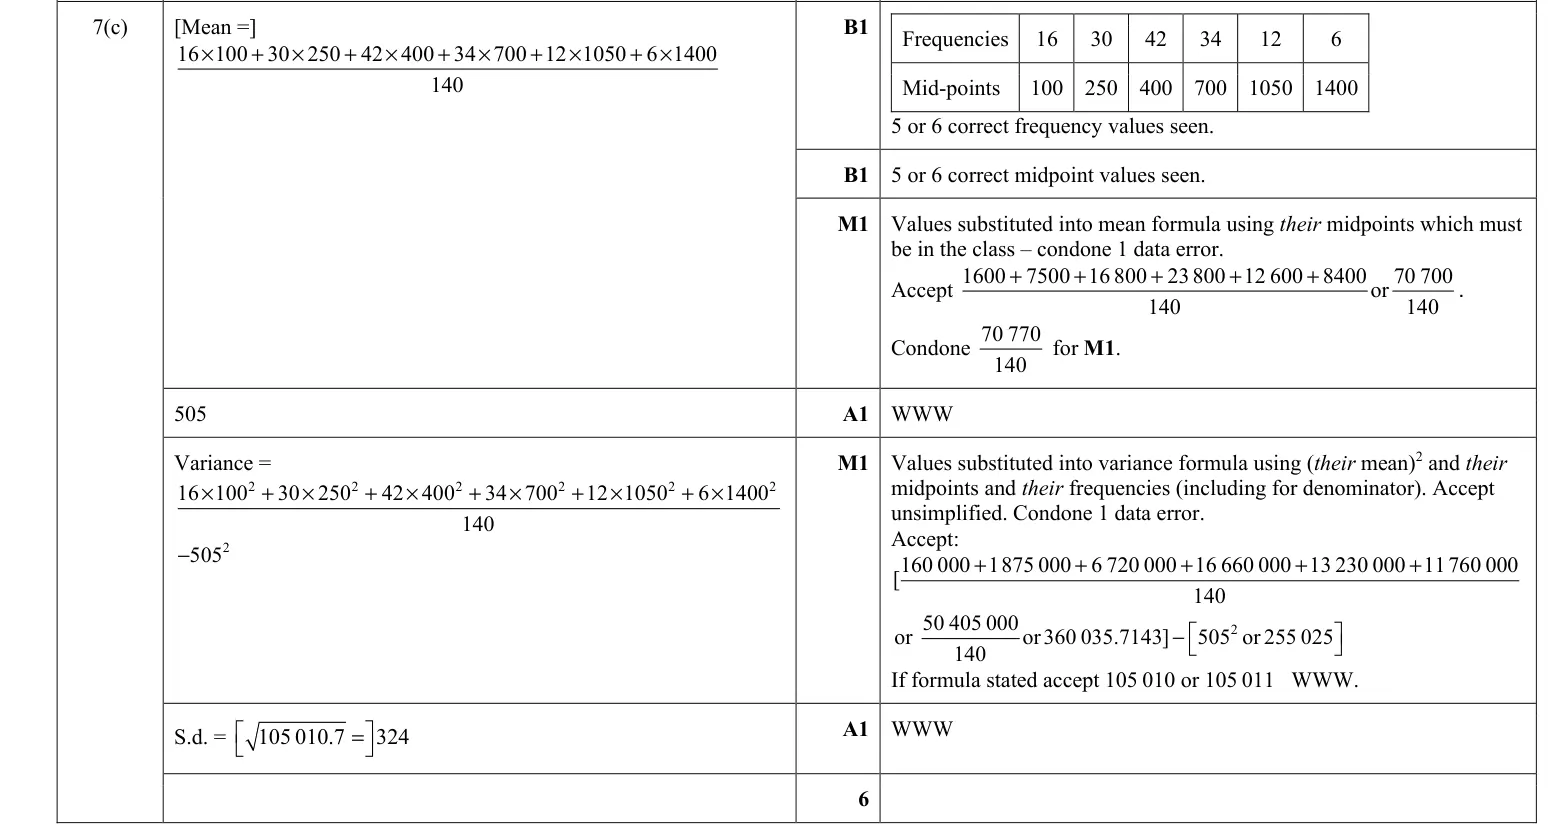 7(c)
[Mean =]
16×100+30×250+42×400+34×700+12×1050+6×1400
140
B1
Frequencies 16 30 42 34 12 6
Mid-points 100 250 400 700 1050 1400
5 or 6 correct frequency values seen.
B1
5 or 6 correct midpoint values seen.
M1
Values substituted into mean formula using their midpoints which must
be in the class – condone 1 data error.
Accept 1600+7500+16 800+23 800+12 600+8400 / 140 or 70 700 / 140 .
Condone 70 770 / 140 for M1.
505
A1
WWW
Variance =
16×100² +30×250² +42×400² +34×700² +12×1050² +6×1400²
140
−505²
M1
Values substituted into variance formula using (their mean)² and their
midpoints and their frequencies (including for denominator). Accept
unsimplified. Condone 1 data error.
Accept:
[160 000+1 875 000+6 720 000+16 660 000+13 230 000+11 760 000
140
or 50 405 000 / 140 or 360 035.7143]−[505² or 255 025]
If formula stated accept 105 010 or 105 011 WWW.
S.d. = [√105 010.7 =]324
A1
WWW
6